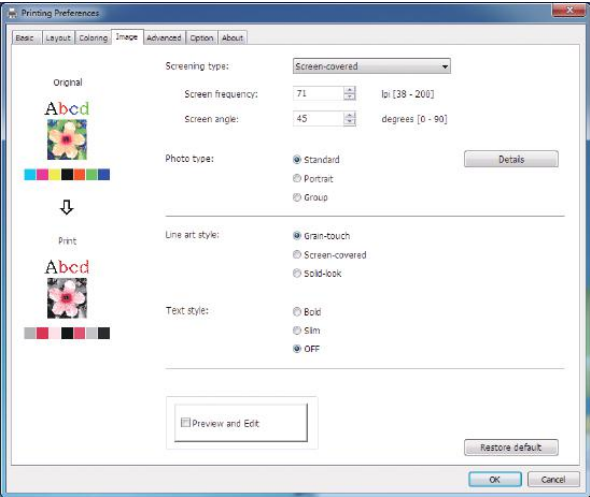 Printing Preferences
Basic Layout Coloring Image Advanced Option About
Screening type: Screen-covered
Original
Screen frequency: 71 lpi [38 - 200]
Abcd
Screen angle: 45 degrees [0 - 90]
Photo type: Standard Details
Portrait
Group
Print
Line art style: Grain-touch
Screen-covered
Abcd
Solid-look
Text style: Bold
Slim
OFF
Preview and Edit
Restore default
OK Cancel